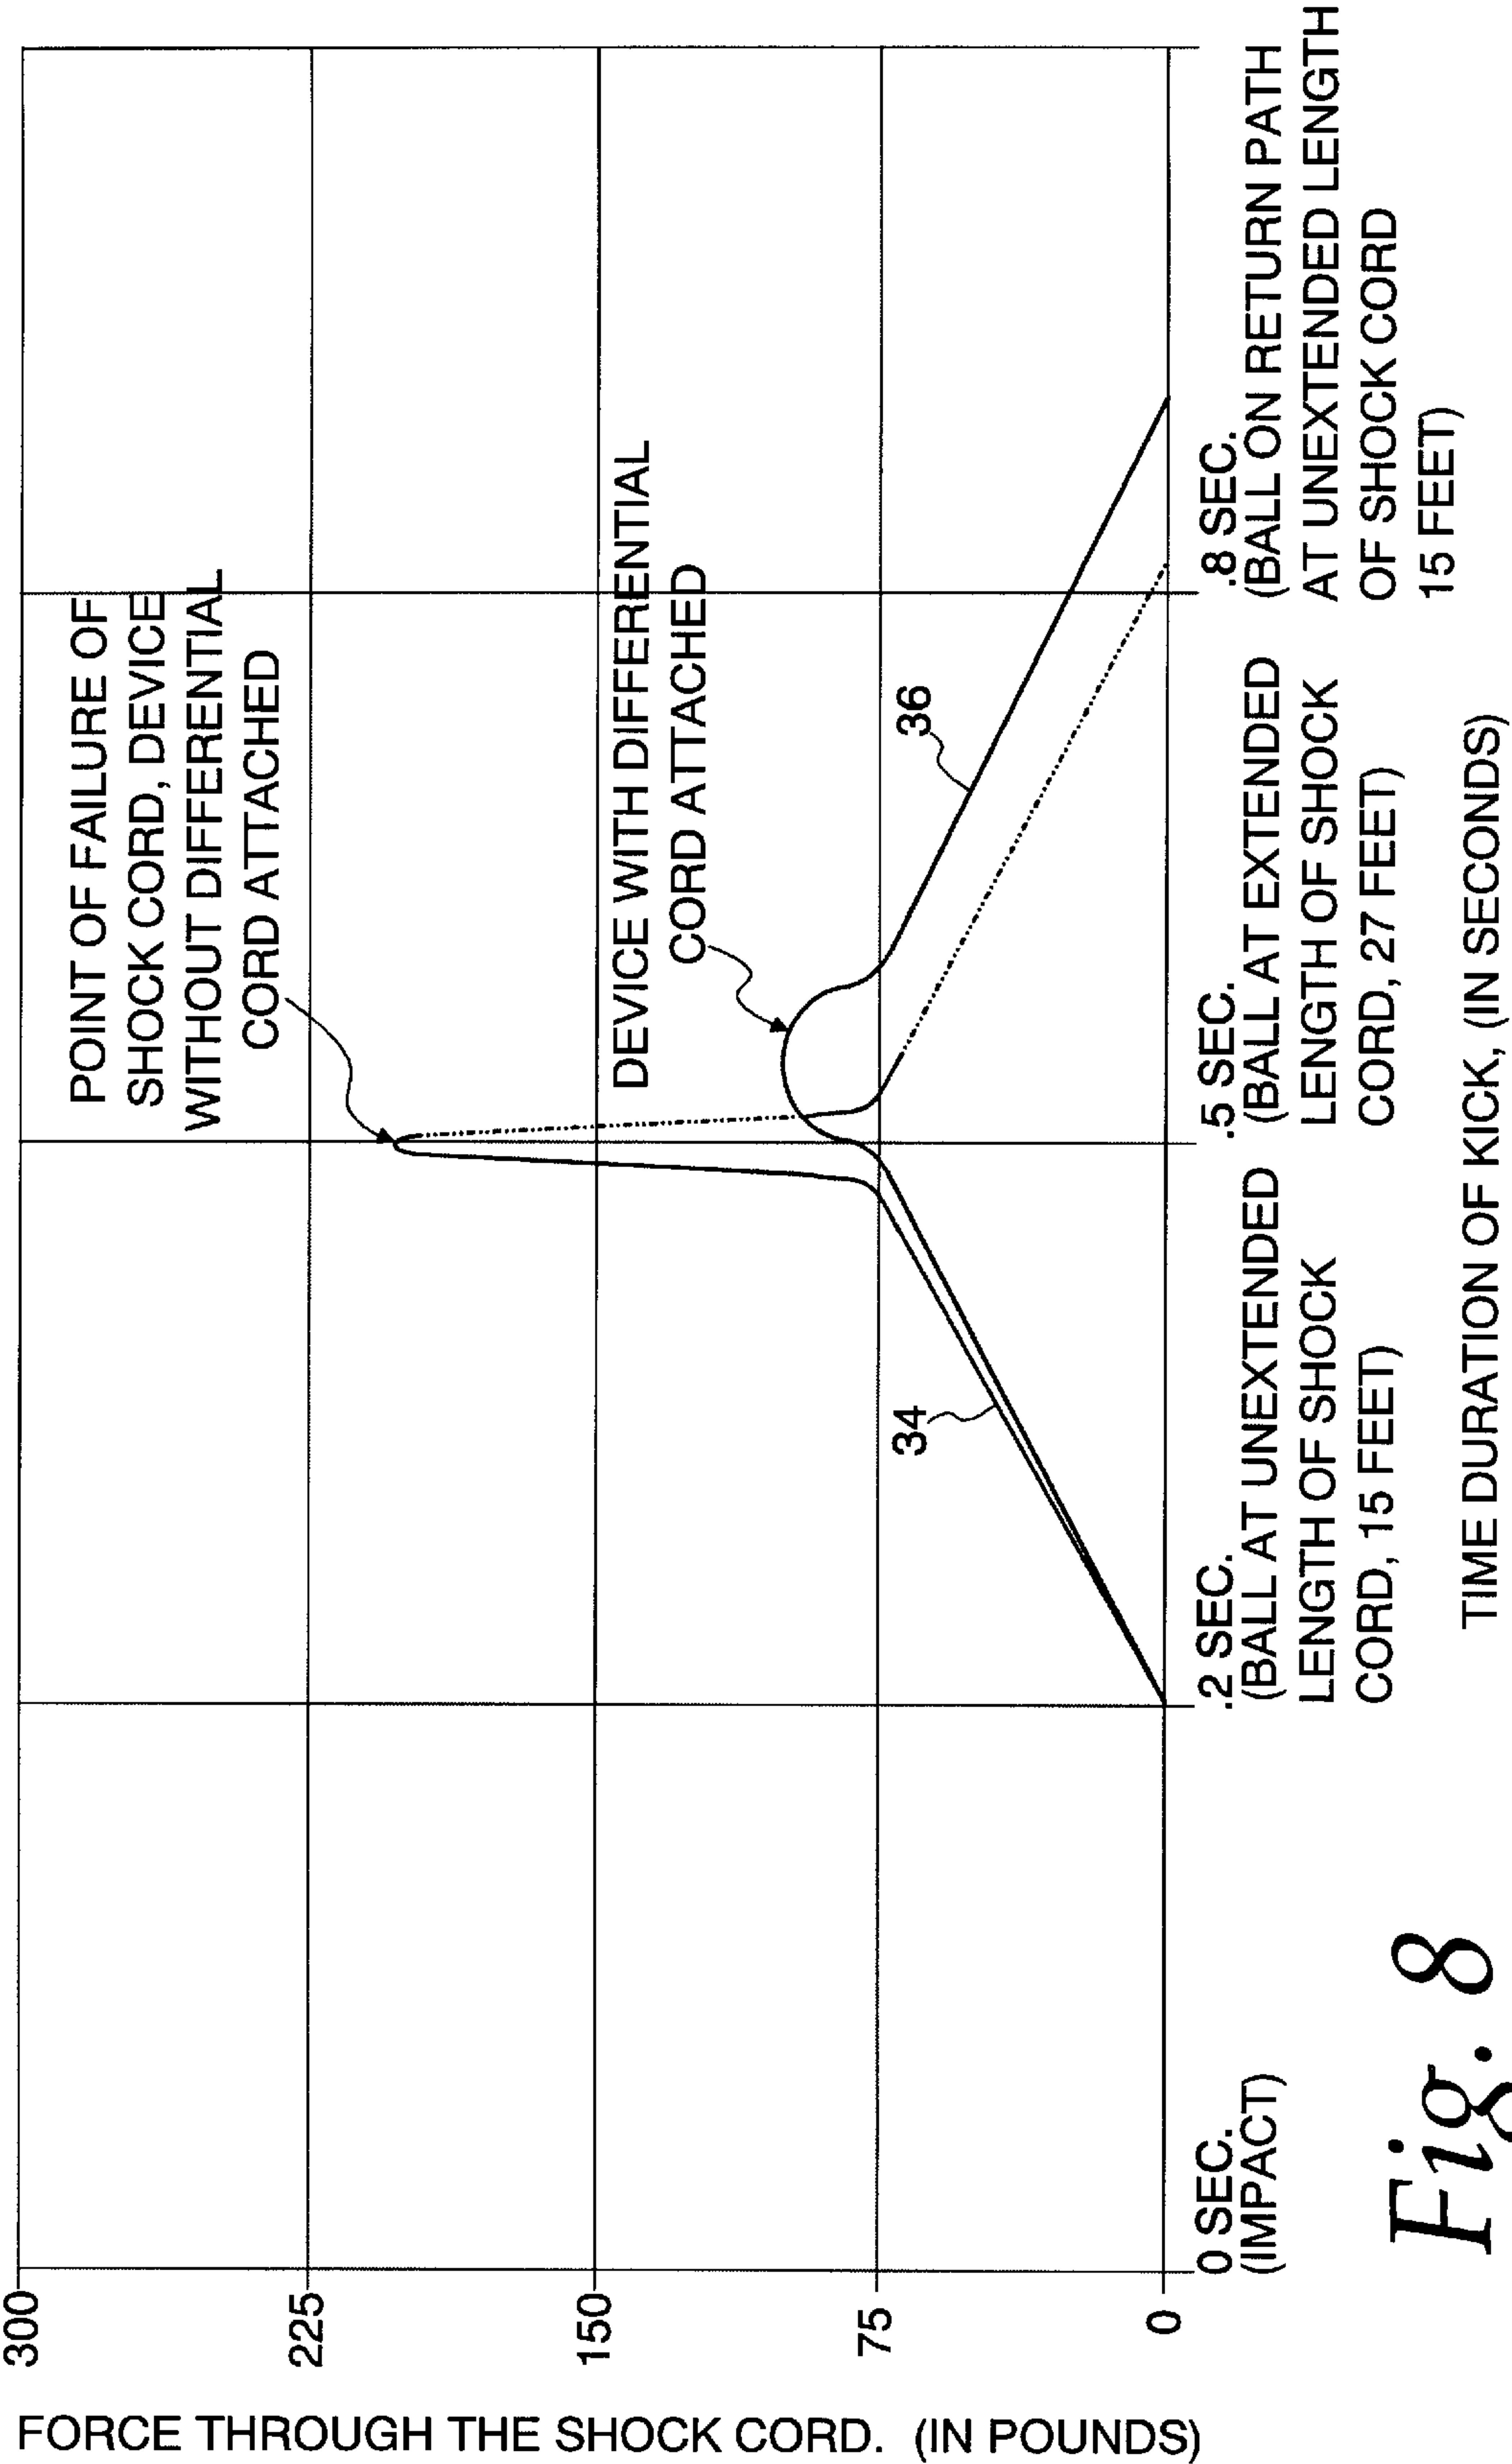 FORCE THROUGH THE SHOCK CORD. (IN POUNDS)
300
225
150
75
0
POINT OF FAILURE OF
SHOCK CORD, DEVICE
WITHOUT DIFFERENTIAL
CORD ATTACHED
DEVICE WITH DIFFERENTIAL
CORD ATTACHED
34
36
0 SEC.
(IMPACT)
.2 SEC.
(BALL AT UNEXTENDED
LENGTH OF SHOCK
CORD, 15 FEET)
.5 SEC.
(BALL AT EXTENDED
LENGTH OF SHOCK
CORD, 27 FEET)
.8 SEC.
(BALL ON RETURN PATH
AT UNEXTENDED LENGTH
OF SHOCK CORD
15 FEET)
TIME DURATION OF KICK, (IN SECONDS)
Fig. 8